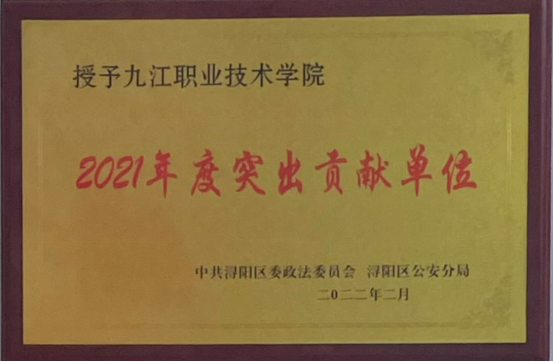 授予九江职业技术学院
2021年度突出贡献单位
中共浔阳区委政法委员会 浔阳区公安分局
二0二二年二月